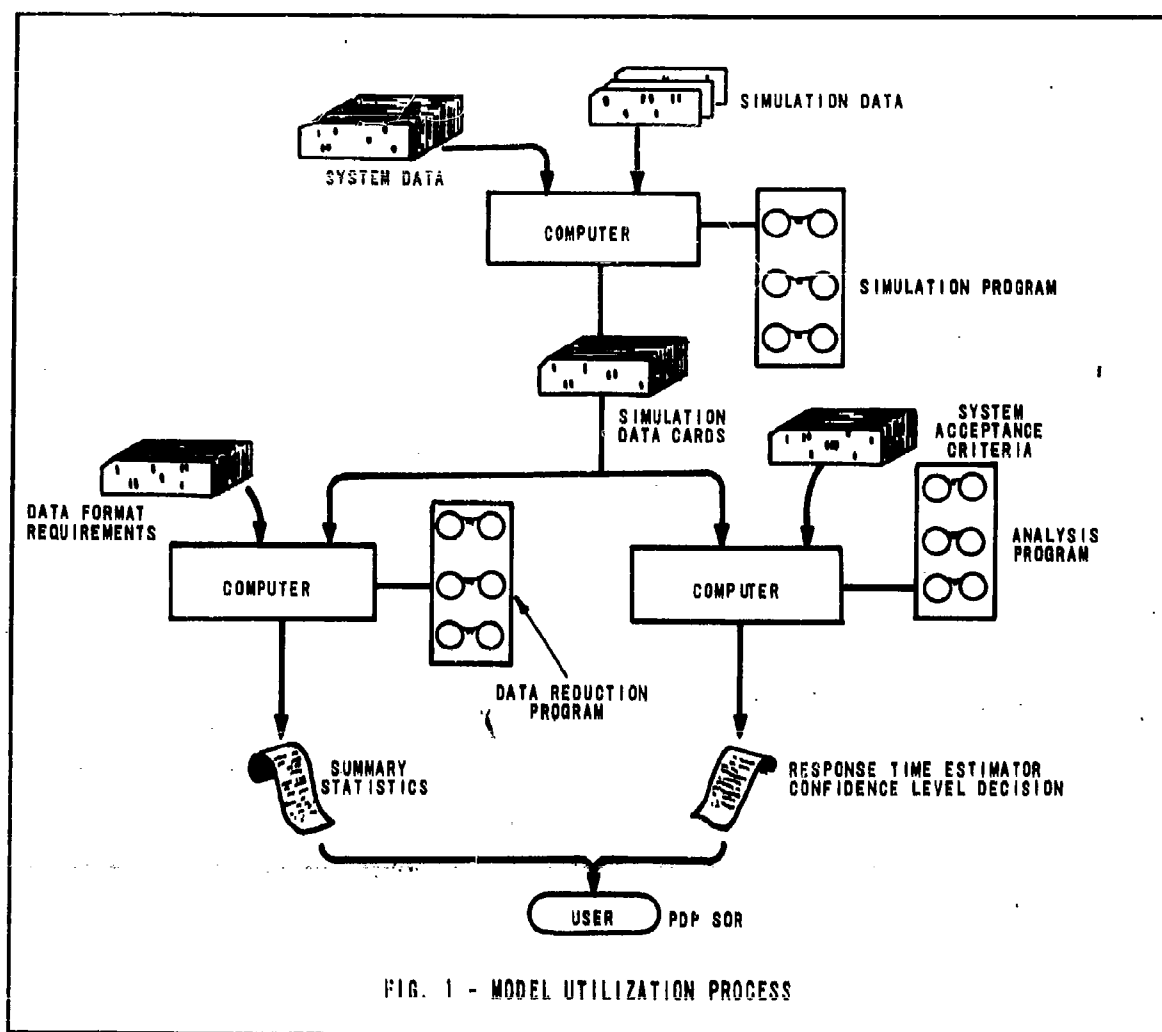 SIMULATION DATA
SYSTEM DATA
COMPUTER
SIMULATION PROGRAM
SIMULATION
DATA CARDS
SYSTEM
ACCEPTANCE
CRITERIA
DATA FORMAT
REQUIREMENTS
ANALYSIS
PROGRAM
COMPUTER
COMPUTER
DATA REDUCTION
PROGRAM
SUMMARY
STATISTICS
RESPONSE TIME ESTIMATOR
CONFIDENCE LEVEL DECISION
USER
PDP SOR
FIG. 1 - MODEL UTILIZATION PROCESS